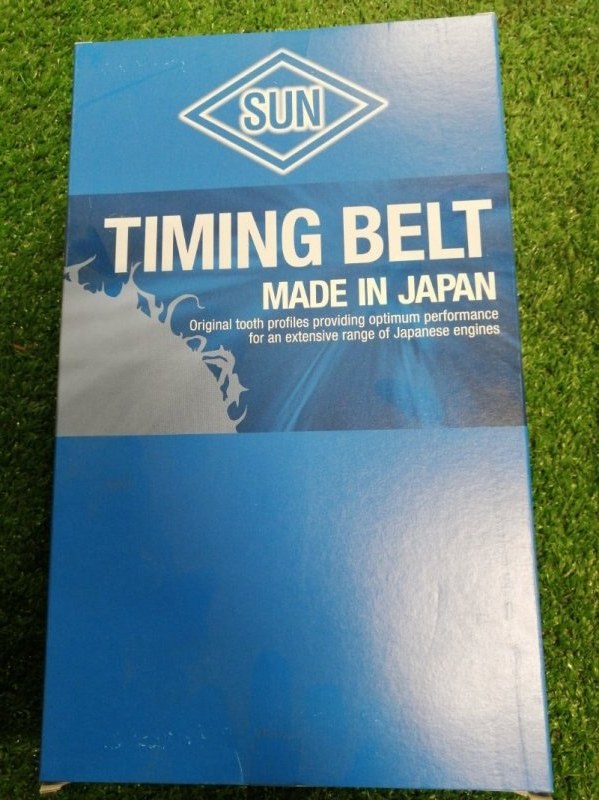 SUN
TIMING BELT
MADE IN JAPAN
Original tooth profiles providing optimum performance
for an extensive range of Japanese engines